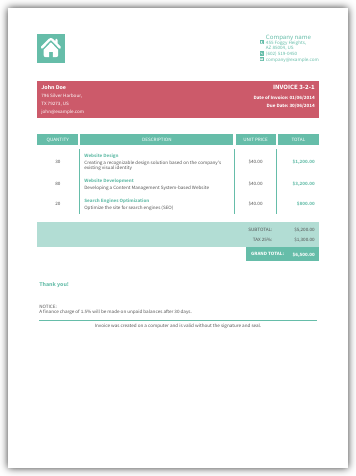 Company name
455 Foggy Heights,
AZ 85004, US
(602) 519-0450
company@example.com
John Doe
796 Silver Harbour,
TX 79273, US
john@example.com
INVOICE 3-2-1
Date of Invoice: 01/06/2014
Due Date: 30/06/2014
QUANTITY DESCRIPTION UNIT PRICE TOTAL
Website Design
30 Creating a recognizable design solution based on the company's $40.00 $1,200.00
existing visual identity
Website Development
80 Developing a Content Management System-based Website $40.00 $3,200.00
Search Engines Optimization
20 Optimize the site for search engines (SEO) $40.00 $800.00
SUBTOTAL: $5,200.00
TAX 25%: $1,300.00
GRAND TOTAL: $6,500.00
Thank you!
NOTICE:
A finance charge of 1.5% will be made on unpaid balances after 30 days.
Invoice was created on a computer and is valid without the signature and seal.